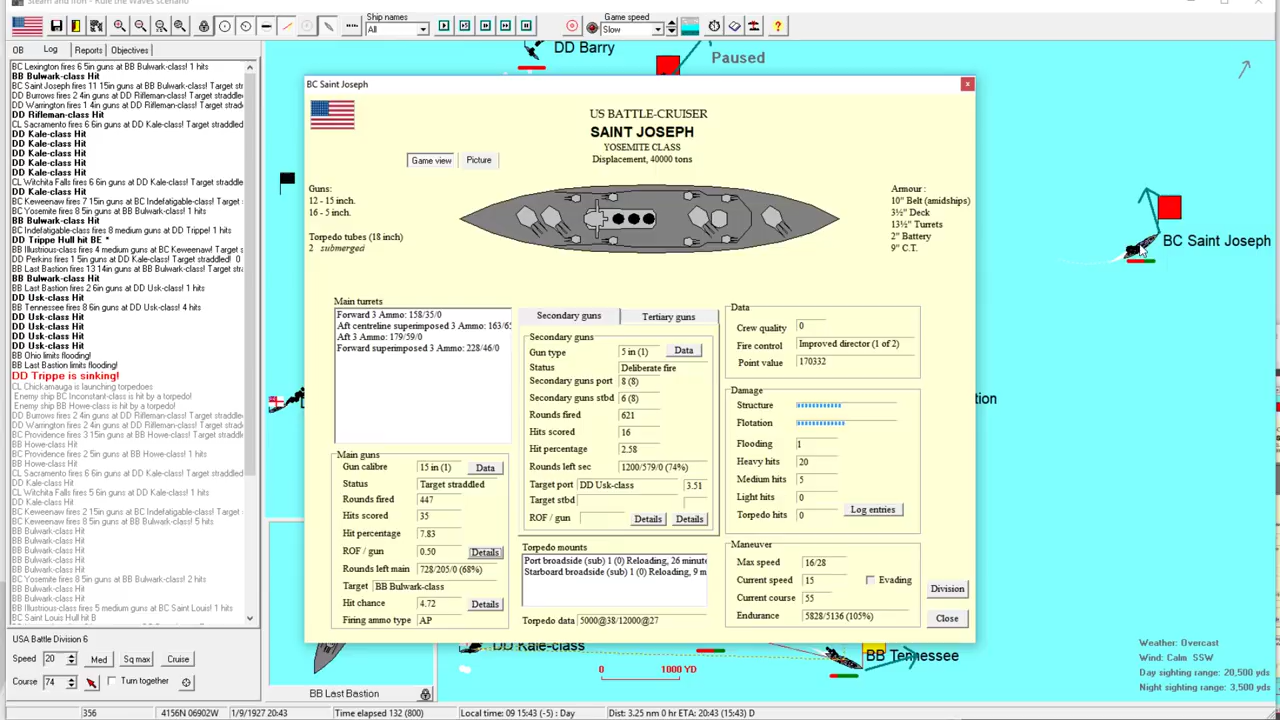 Steam and Iron - Rule the Waves scenario
Ship names
All
Game speed
Slow
OB
Log
Reports
Objectives
BC Lexington fires 6 5in guns at BB Bulwark-class! 1 hits
BB Bulwark-class Hit
BC Saint Joseph fires 11 15in guns at BB Bulwark-class! Target str
DD Burrows fires 2 4in guns at DD Rifleman-class! Target straddled
DD Warrington fires 1 4in guns at DD Rifleman-class! Target
DD Rifleman-class Hit
CL Sacramento fires 6 6in guns at DD Kale-class! Target straddled
DD Kale-class Hit
DD Kale-class Hit
DD Kale-class Hit
DD Kale-class Hit
CL Witchita Falls fires 6 6in guns at DD Kale-class! Target straddle
DD Kale-class Hit
BC Keewenaw fires 7 15in guns at BC Indefatigable-class! Target st
BC Yosemite fires 8 5in guns at BB Bulwark-class! 1 hits
BB Bulwark-class Hit
BC Indefatigable-class fires 8 medium guns at DD Trippe! 1 hits
DD Trippe Hull hit BE *
BB Illustrious-class fires 4 medium guns at BC Keweenaw! Target
DD Perkins fires 1 5in guns at DD Kale-class! Target straddled! 0
BB Last Bastion fires 13 14in guns at BB Bulwark-class! Target stra
BB Bulwark-class Hit
BB Last Bastion fires 2 6in guns at DD Usk-class! 1 hits
DD Usk-class Hit
BB Tennessee fires 8 6in guns at DD Usk-class! 4 hits
DD Usk-class Hit
DD Usk-class Hit
DD Usk-class Hit
DD Usk-class Hit
BB Ohio limits flooding!
BB Last Bastion limits flooding!
DD Trippe is sinking!
CL Chickamauga is launching torpedoes
Enemy ship BC Inconstant-class is hit by a torpedo!
Enemy ship BB Howe-class is hit by a torpedo!
DD Burrows fires 2 4in guns at DD Rifleman-class! Target straddle
DD Warrington fires 2 4in guns at DD Rifleman-class! Target
BC Providence fires 3 15in guns at BB Howe-class! Target straddled
BB Howe-class Hit
BC Providence fires 2 5in guns at BB Howe-class! 1 hits
BB Howe-class Hit
CL Sacramento fires 6 6in guns at DD Kale-class! Target straddled
DD Kale-class Hit
CL Witchita Falls fires 5 6in guns at DD Kale-class! 1 hits
DD Kale-class Hit
BC Keweenaw fires 2 15in guns at BC Indefatigable-class! Target st
BC Keweenaw fires 8 5in guns at BB Bulwark-class! 5 hits
BB Bulwark-class Hit
BB Bulwark-class Hit
BB Bulwark-class Hit
BB Bulwark-class Hit
BB Bulwark-class Hit
BC Yosemite fires 8 5in guns at BB Bulwark-class! 2 hits
BB Bulwark-class Hit
BB Bulwark-class Hit
BB Illustrious-class fires 5 medium guns at BC Saint Louis! 1 hits
BC Saint Louis Hull hit B
USA Battle Division 6
Speed
20
Med
Sq max
Cruise
Course
74
Turn together
DD Barry
Paused
BC Saint Joseph
DD Kale-class
BB Tennessee
0 1000 YD
BB Last Bastion
Weather: Overcast
Wind: Calm SSW
Day sighting range: 20,500 yds
Night sighting range: 3,500 yds
BC Saint Joseph
US BATTLE-CRUISER
SAINT JOSEPH
YOSEMITE CLASS
Displacement, 40000 tons
Game view
Picture
Guns:
12 - 15 inch.
16 - 5 inch.
Torpedo tubes (18 inch)
2 submerged
Armour :
10" Belt (amidships)
3½" Deck
13½" Turrets
2" Battery
9" C.T.
Main turrets
Forward 3 Ammo: 158/35/0
Aft centreline superimposed 3 Ammo: 163/6
Aft 3 Ammo: 179/59/0
Forward superimposed 3 Ammo: 228/46/0
Main guns
Gun calibre 15 in (1) Data
Status Target straddled
Rounds fired 447
Hits scored 35
Hit percentage 7.83
ROF / gun 0.50 Details
Rounds left main 728/205/0 (68%)
Target BB Bulwark-class
Hit chance 4.72 Details
Firing ammo type AP
Secondary guns
Tertiary guns
Secondary guns
Gun type 5 in (1) Data
Status Deliberate fire
Secondary guns port 8 (8)
Secondary guns stbd 6 (8)
Rounds fired 621
Hits scored 16
Hit percentage 2.58
Rounds left sec 1200/579/0 (74%)
Target port DD Usk-class 3.51
Target stbd
ROF / gun Details Details
Torpedo mounts
Port broadside (sub) 1 (0) Reloading, 26 minute
Starboard broadside (sub) 1 (0) Reloading, 9 m
Torpedo data 5000@38/12000@27
Data
Crew quality 0
Fire control Improved director (1 of 2)
Point value 170332
Damage
Structure
Flotation
Flooding 1
Heavy hits 20
Medium hits 5
Light hits 0
Torpedo hits 0
Log entries
Maneuver
Max speed 16/28
Current speed 15
Evading
Current course 55
Endurance 5828/5136 (105%)
Division
Close
356
4156N 06902W
1/9/1927 20:43
Time elapsed 132 (800)
Local time: 09 15:43 (-5) : Day
Dist: 3.25 nm 0 hr ETA: 20:43 (15:43) D